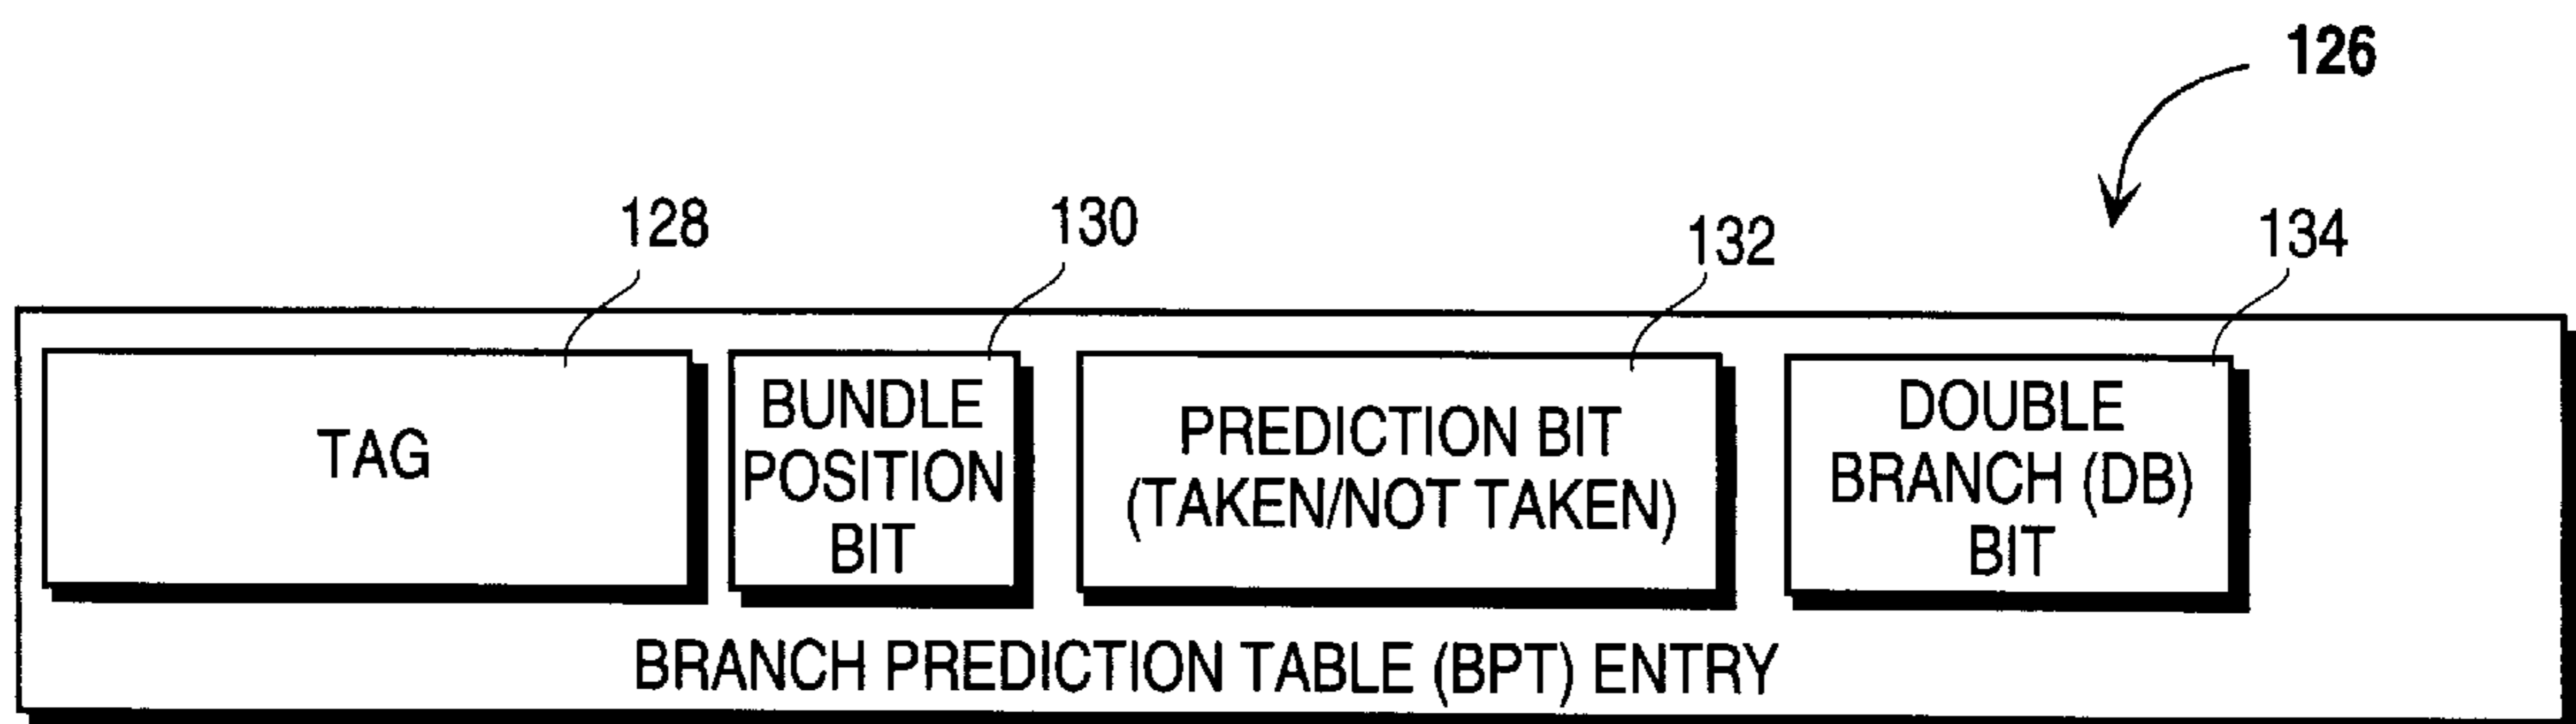 126
128
130
132
134
TAG
BUNDLE
POSITION
BIT
PREDICTION BIT
(TAKEN/NOT TAKEN)
DOUBLE
BRANCH (DB)
BIT
BRANCH PREDICTION TABLE (BPT) ENTRY